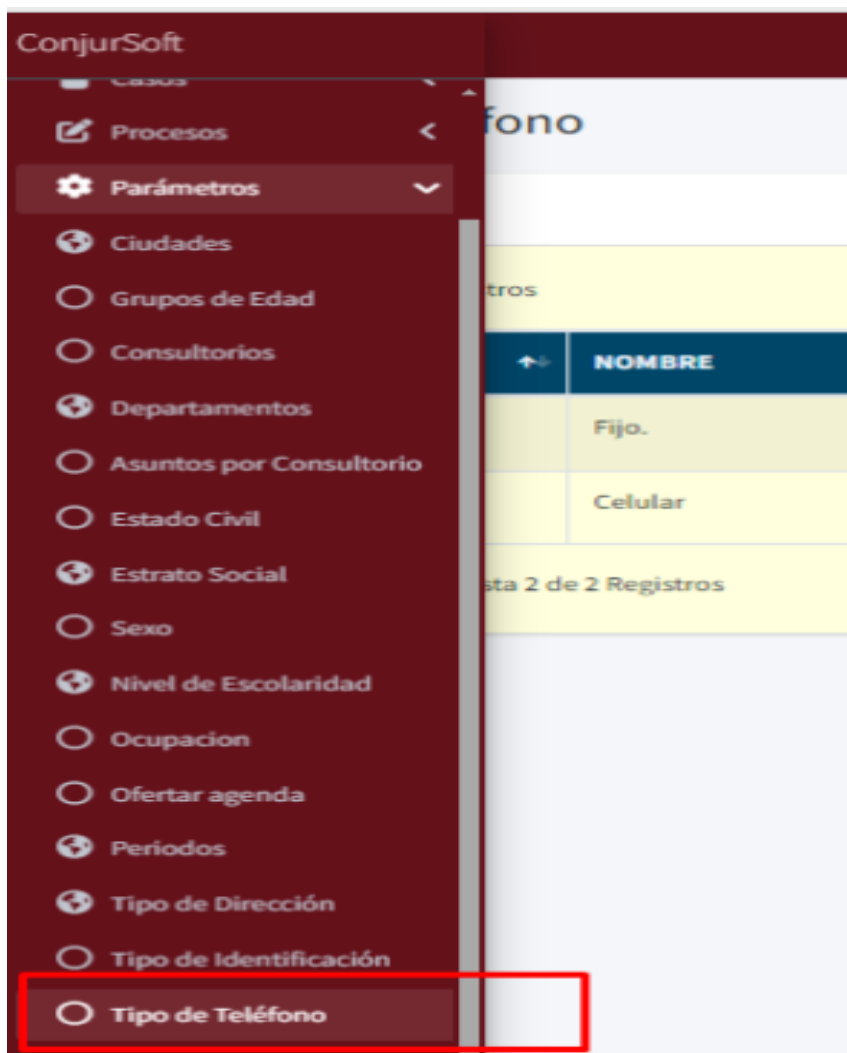 ConjurSoft
Casos
fono
Procesos
Parámetros
Ciudades
tros
Grupos de Edad
Consultorios
NOMBRE
Departamentos
Fijo.
Asuntos por Consultorio
Celular
Estado Civil
Estrato Social
sta 2 de 2 Registros
Sexo
Nivel de Escolaridad
Ocupacion
Ofertar agenda
Periodos
Tipo de Dirección
Tipo de Identificación
Tipo de Teléfono